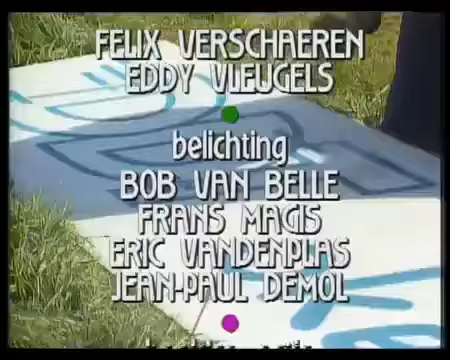 FELIX VERSCHAEREN
EDDY VLEUGELS
belichting
BOB VAN BELLE
FRANS MAGIS
ERIC VANDENPLAS
JEAN-PAUL DEMOL